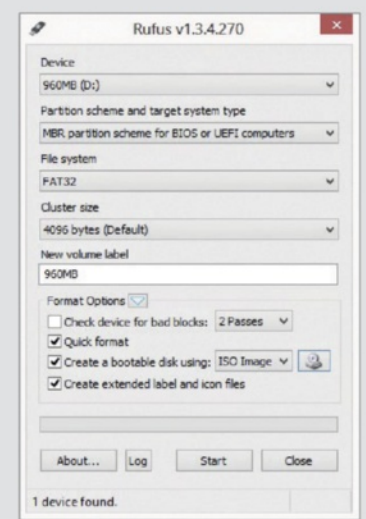 Rufus v1.3.4.270
Device
960MB (D:)
Partition scheme and target system type
MBR partition scheme for BIOS or UEFI computers
File system
FAT32
Cluster size
4096 bytes (Default)
New volume label
960MB
Format Options
Check device for bad blocks: 2 Passes
Quick format
Create a bootable disk using: ISO Image
Create extended label and icon files
About... Log Start Close
1 device found.